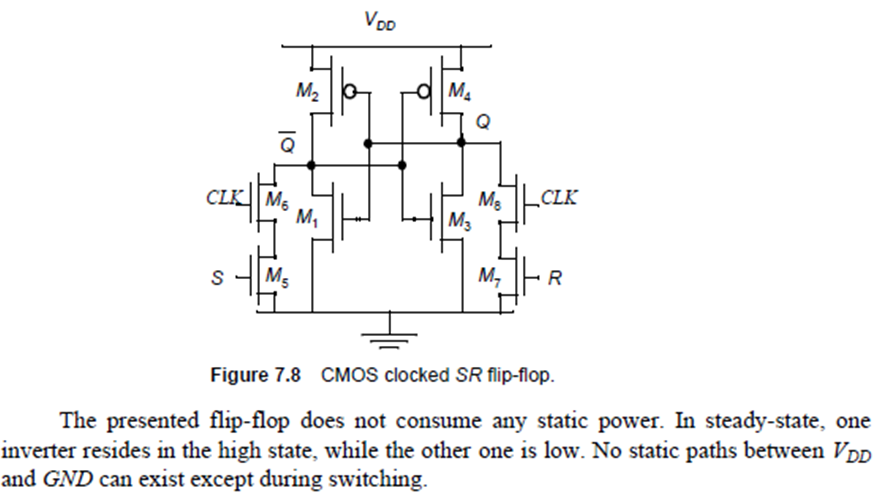 V_DD
M₂ M₄
Q
Q̅
CLK M₆ M₈ CLK
M₁ M₃
S M₅ M₇ R
Figure 7.8 CMOS clocked SR flip-flop.
The presented flip-flop does not consume any static power. In steady-state, one
inverter resides in the high state, while the other one is low. No static paths between V_DD
and GND can exist except during switching.